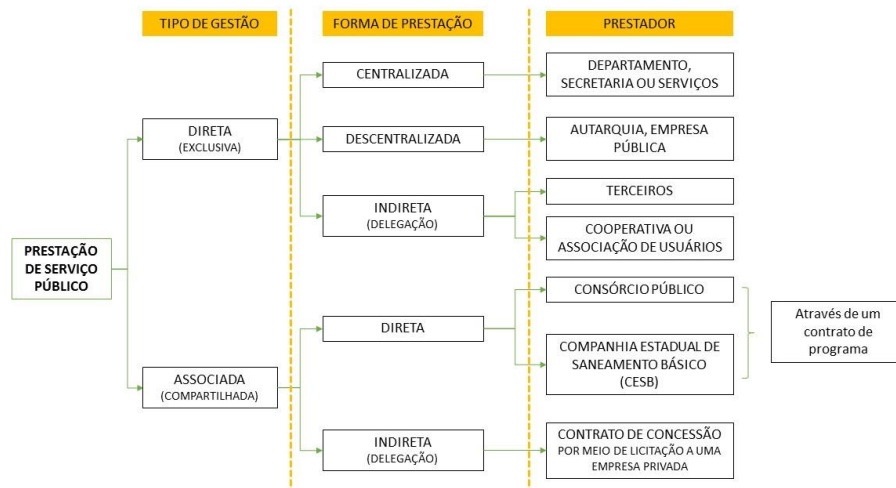 TIPO DE GESTÃO
FORMA DE PRESTAÇÃO
PRESTADOR
PRESTAÇÃO
DE SERVIÇO
PÚBLICO
DIRETA
(EXCLUSIVA)
CENTRALIZADA
DEPARTAMENTO,
SECRETARIA OU SERVIÇOS
DESCENTRALIZADA
AUTARQUIA, EMPRESA
PÚBLICA
INDIRETA
(DELEGAÇÃO)
TERCEIROS
COOPERATIVA OU
ASSOCIAÇÃO DE USUÁRIOS
ASSOCIADA
(COMPARTILHADA)
DIRETA
CONSÓRCIO PÚBLICO
COMPANHIA ESTADUAL DE
SANEAMENTO BÁSICO
(CESB)
Através de um
contrato de
programa
INDIRETA
(DELEGAÇÃO)
CONTRATO DE CONCESSÃO
POR MEIO DE LICITAÇÃO A UMA
EMPRESA PRIVADA